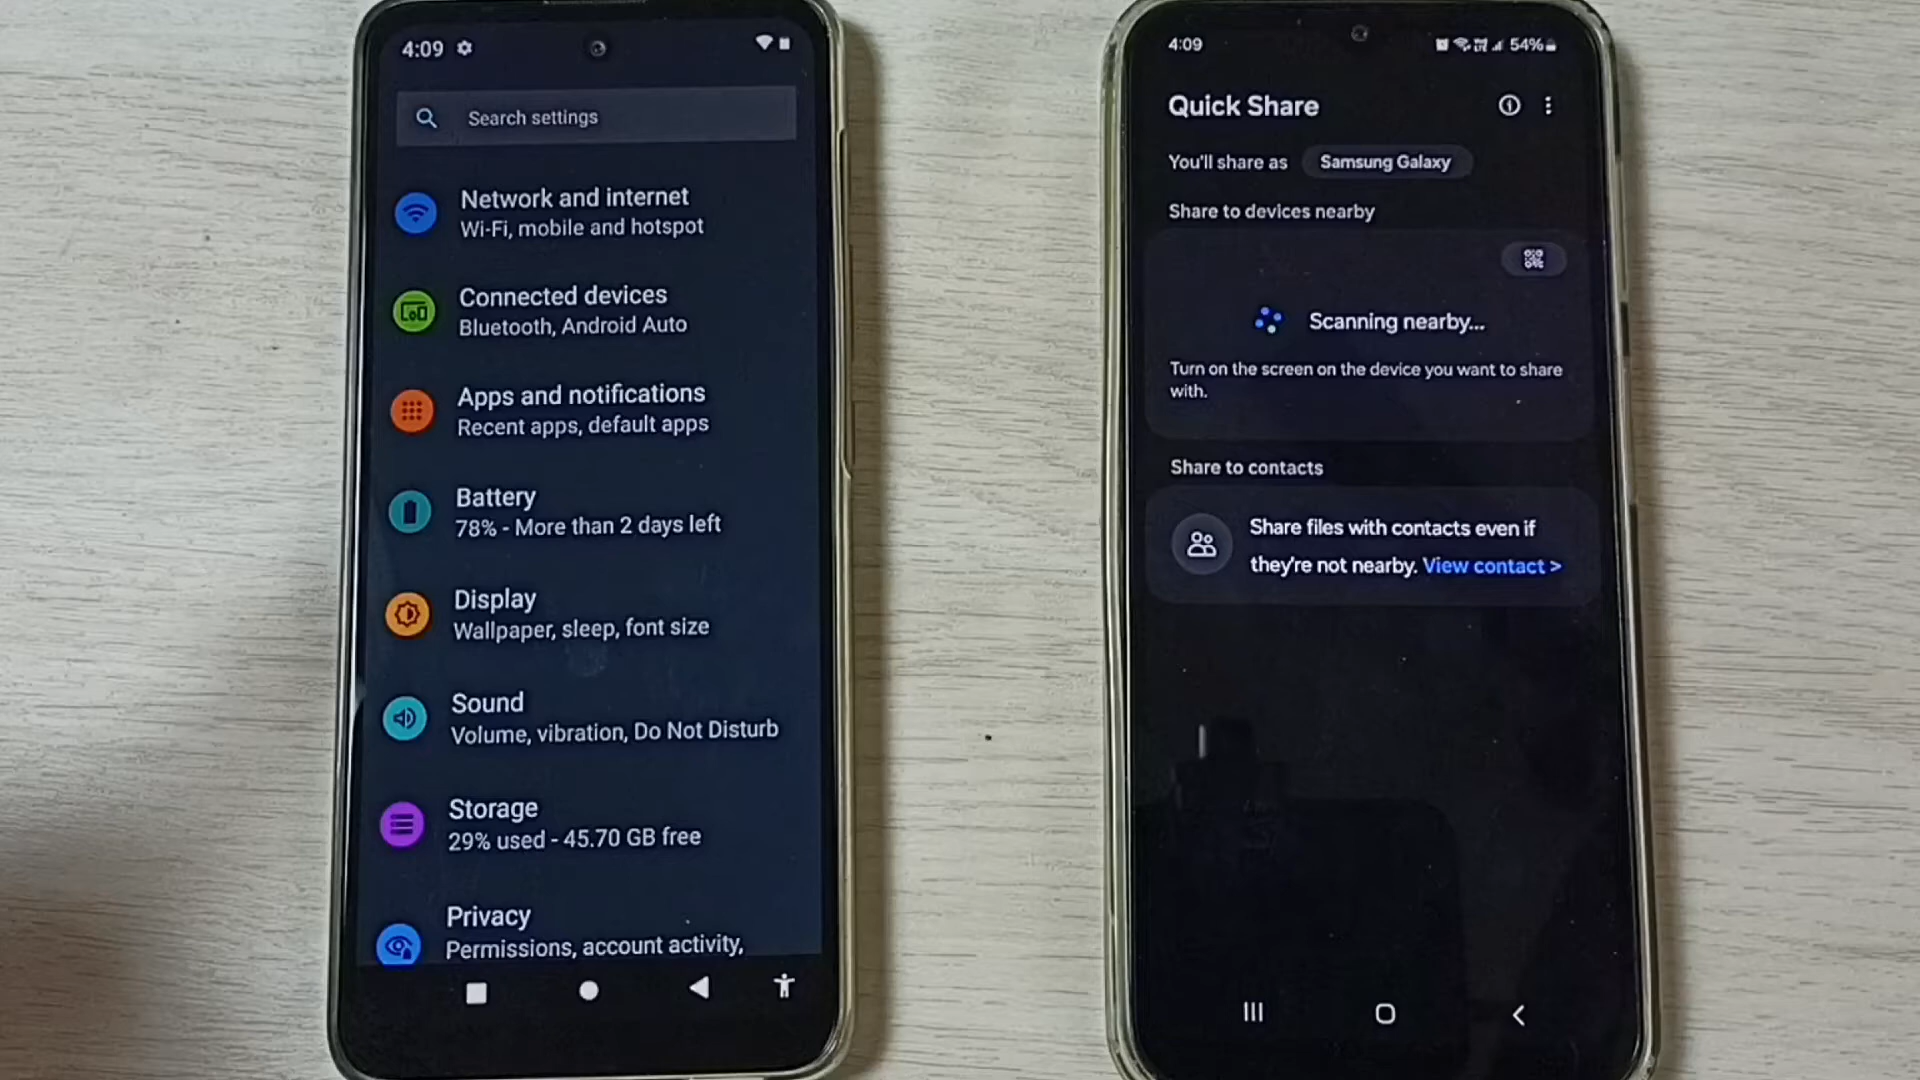 4:09
Search settings
Network and internet
Wi-Fi, mobile and hotspot
Connected devices
Bluetooth, Android Auto
Apps and notifications
Recent apps, default apps
Battery
78% - More than 2 days left
Display
Wallpaper, sleep, font size
Sound
Volume, vibration, Do Not Disturb
Storage
29% used - 45.70 GB free
Privacy
Permissions, account activity,
4:09
54%
Quick Share
You'll share as Samsung Galaxy
Share to devices nearby
Scanning nearby...
Turn on the screen on the device you want to share
with.
Share to contacts
Share files with contacts even if
they're not nearby. View contact >